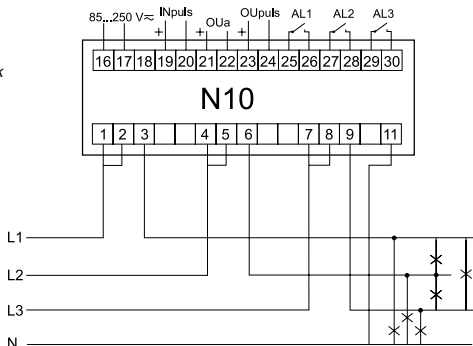 85...250 V≂ INpuls OUa OUpuls AL1 AL2 AL3
+ + +
k
16 17 18 19 20 21 22 23 24 25 26 27 28 29 30
N10
1 2 3 4 5 6 7 8 9 11
L1
L2
L3
N